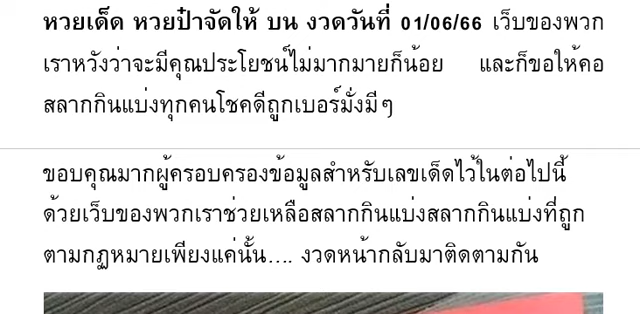 หวยเด็ด หวยป๋าจัดให้ บน งวดวันที่ 01/06/66 เว็บของพวก
เราหวังว่าจะมีคุณประโยชน์ไม่มากมายก็น้อย และก็ขอให้คอ
สลากกินแบ่งทุกคนโชคดีถูกเบอร์มั่งมีๆ
ขอบคุณมากผู้ครอบครองข้อมูลสำหรับเลขเด็ดไว้ในต่อไปนี้
ด้วยเว็บของพวกเราช่วยเหลือสลากกินแบ่งสลากกินแบ่งที่ถูก
ตามกฏหมายเพียงแค่นั้น.... งวดหน้ากลับมาติดตามกัน